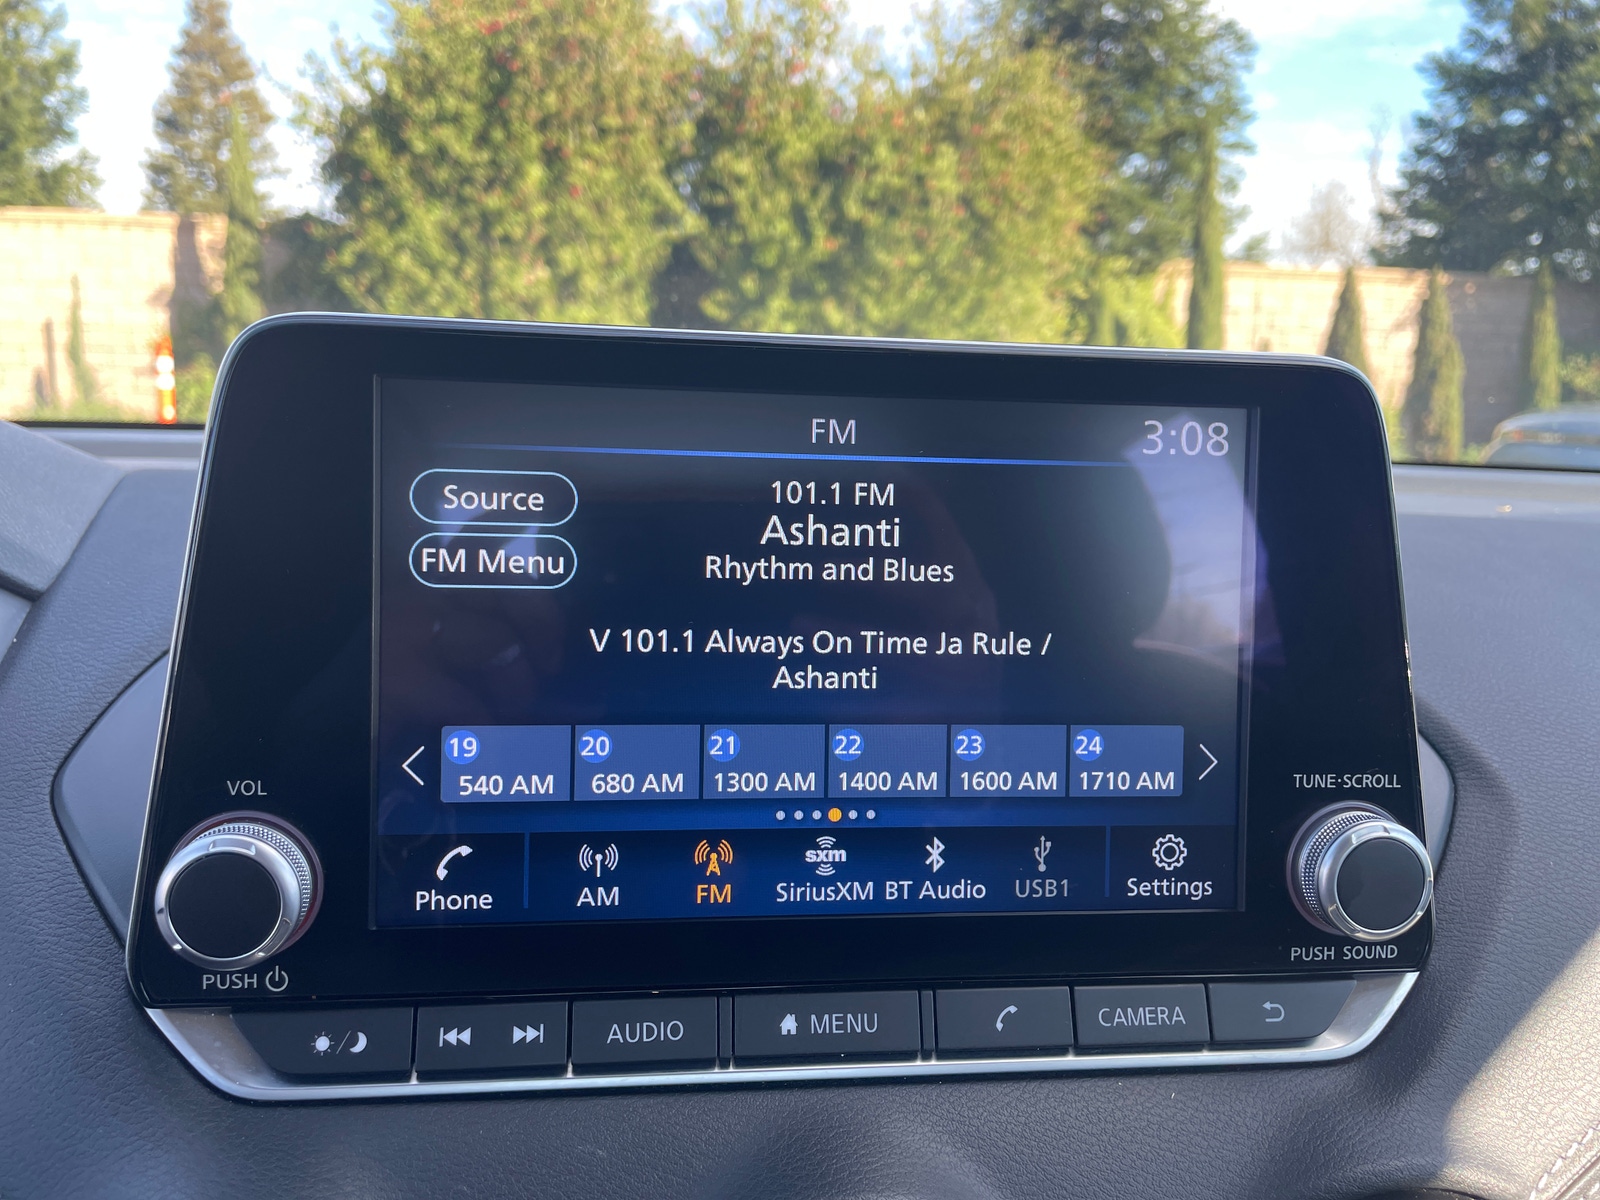 FM
3:08
Source
FM Menu
101.1 FM
Ashanti
Rhythm and Blues
V 101.1 Always On Time Ja Rule /
Ashanti
19
540 AM
20
680 AM
21
1300 AM
22
1400 AM
23
1600 AM
24
1710 AM
Phone
AM
FM
sxm
SiriusXM
BT Audio
USB1
Settings
VOL
PUSH
TUNE·SCROLL
PUSH SOUND
AUDIO
MENU
CAMERA